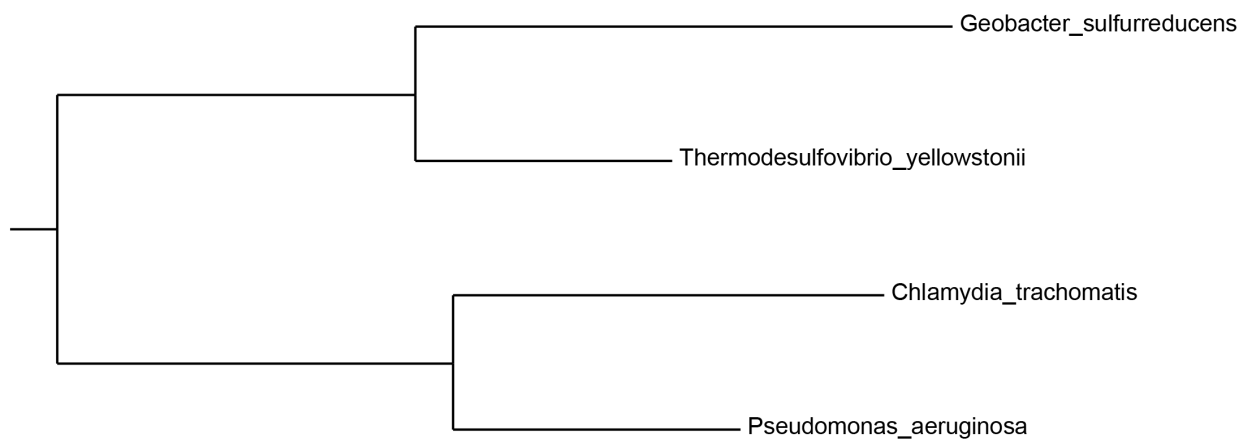 Geobacter_sulfurreducens
Thermodesulfovibrio_yellowstonii
Chlamydia_trachomatis
Pseudomonas_aeruginosa